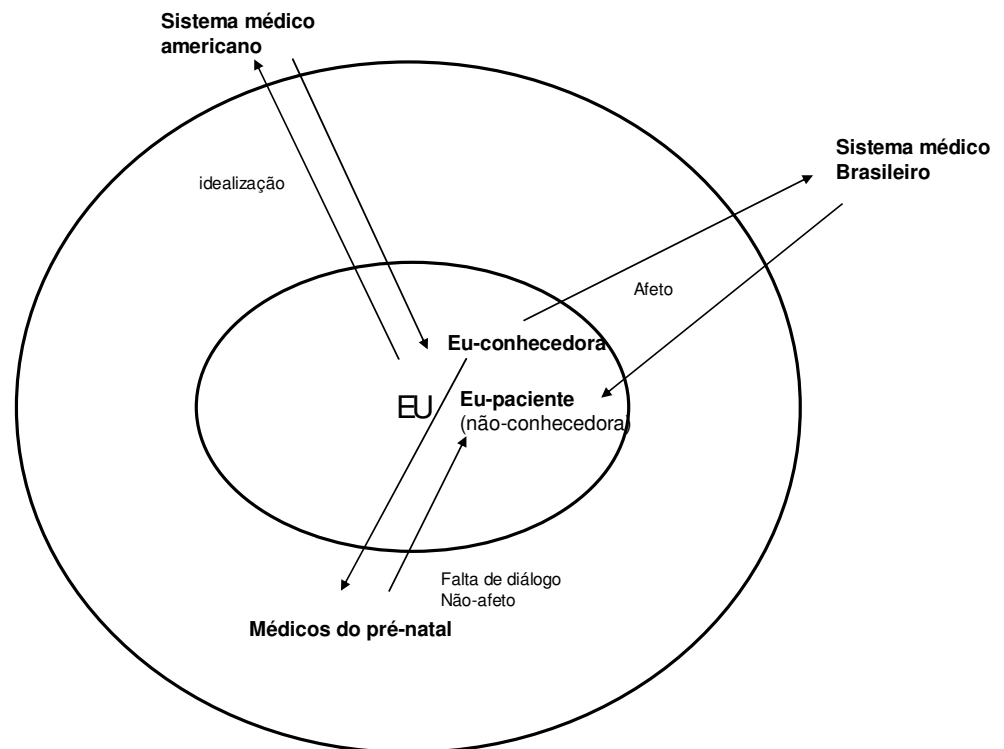 Sistema médico
americano
Sistema médico
Brasileiro
idealização
Afeto
Eu-conhecedora
EU
Eu-paciente
(não-conhecedora)
Falta de diálogo
Não-afeto
Médicos do pré-natal